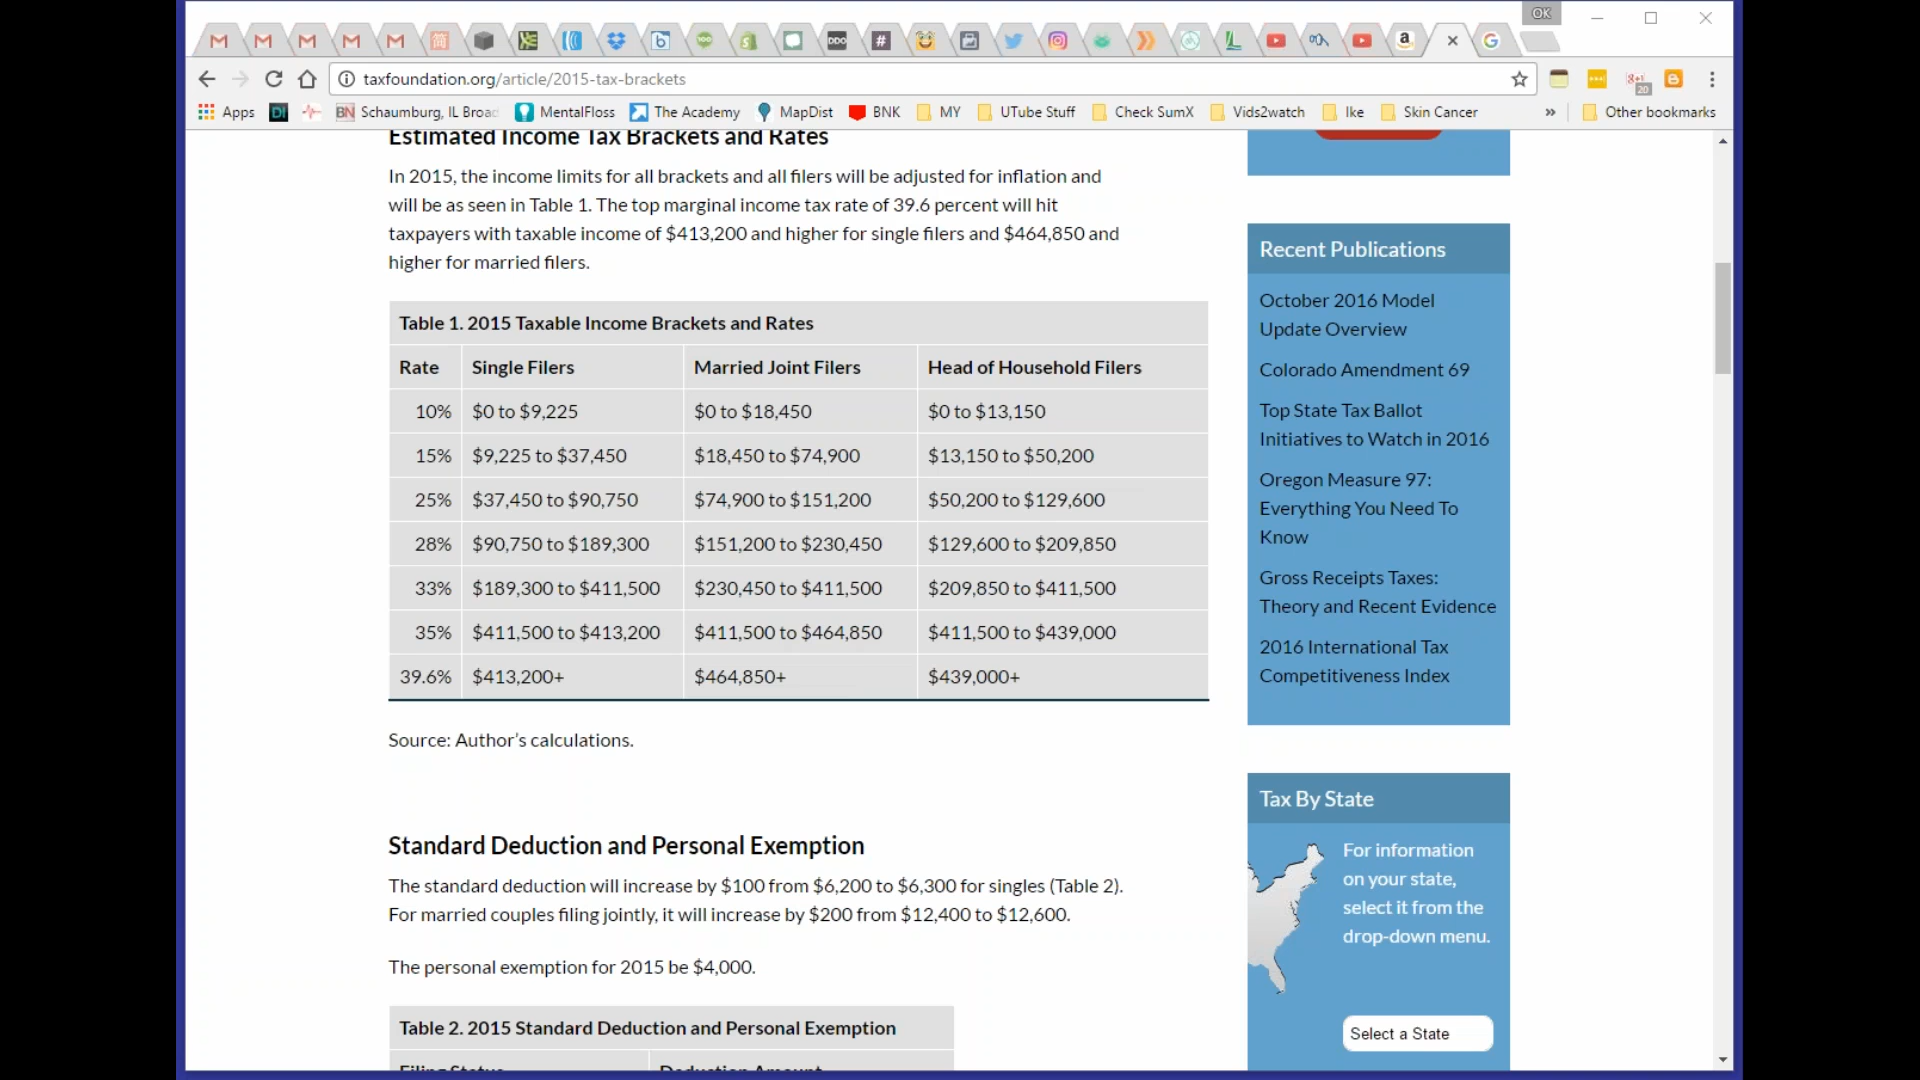 OK
taxfoundation.org/article/2015-tax-brackets
Apps DI BN Schaumburg, IL Broad MentalFloss The Academy MapDist BNK MY UTube Stuff Check SumX Vids2watch Ike Skin Cancer » Other bookmarks
Estimated Income Tax Brackets and Rates
In 2015, the income limits for all brackets and all filers will be adjusted for inflation and
will be as seen in Table 1. The top marginal income tax rate of 39.6 percent will hit
taxpayers with taxable income of $413,200 and higher for single filers and $464,850 and
higher for married filers.
Table 1. 2015 Taxable Income Brackets and Rates
Rate Single Filers Married Joint Filers Head of Household Filers
10% $0 to $9,225 $0 to $18,450 $0 to $13,150
15% $9,225 to $37,450 $18,450 to $74,900 $13,150 to $50,200
25% $37,450 to $90,750 $74,900 to $151,200 $50,200 to $129,600
28% $90,750 to $189,300 $151,200 to $230,450 $129,600 to $209,850
33% $189,300 to $411,500 $230,450 to $411,500 $209,850 to $411,500
35% $411,500 to $413,200 $411,500 to $464,850 $411,500 to $439,000
39.6% $413,200+ $464,850+ $439,000+
Source: Author's calculations.
Standard Deduction and Personal Exemption
The standard deduction will increase by $100 from $6,200 to $6,300 for singles (Table 2).
For married couples filing jointly, it will increase by $200 from $12,400 to $12,600.
The personal exemption for 2015 be $4,000.
Table 2. 2015 Standard Deduction and Personal Exemption
Filing Status Deduction Amount
Recent Publications
October 2016 Model
Update Overview
Colorado Amendment 69
Top State Tax Ballot
Initiatives to Watch in 2016
Oregon Measure 97:
Everything You Need To
Know
Gross Receipts Taxes:
Theory and Recent Evidence
2016 International Tax
Competitiveness Index
Tax By State
For information
on your state,
select it from the
drop-down menu.
Select a State